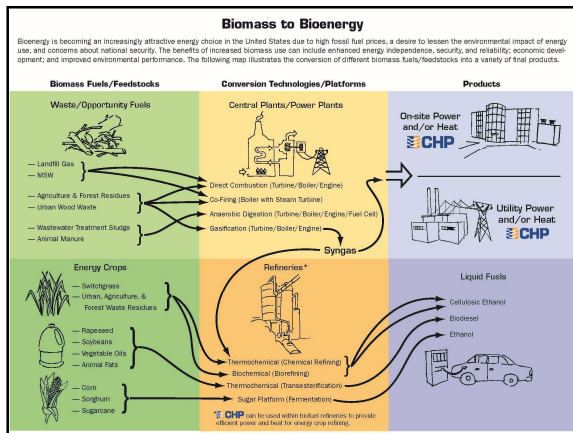 Biomass to Bioenergy
Bioenergy is becoming an increasingly attractive energy choice in the United States due to high fossil fuel prices, a desire to lessen the environmental impact of energy
use, and concerns about national security. The benefits of increased biomass use can include enhanced energy independence, security, and reliability; economic devel-
opment; and improved environmental performance. The following map illustrates the conversion of different biomass fuels/feedstocks into a variety of final products.
Biomass Fuels/Feedstocks
Conversion Technologies/Platforms
Products
Waste/Opportunity Fuels
— Landfill Gas
— MSW
— Agriculture & Forest Residues
— Urban Wood Waste
— Wastewater Treatment Sludge
— Animal Manure
Central Plants/Power Plants
Direct Combustion (Turbine/Boiler/Engine)
Co-Firing (Boiler with Steam Turbine)
Anaerobic Digestion (Turbine/Boiler/Engine/Fuel Cell)
Gasification (Turbine/Boiler/Engine)
Syngas
On-site Power
and/or Heat
CHP
Utility Power
and/or Heat
CHP
Energy Crops
— Switchgrass
— Urban, Agriculture, &
Forest Waste Residues
— Rapeseed
— Soybeans
— Vegetable Oils
— Animal Fats
— Corn
— Sorghum
— Sugarcane
Refineries*
Thermochemical (Chemical Refining)
Biochemical (Biorefining)
Thermochemical (Transesterification)
Sugar Platform (Fermentation)
* CHP can be used within biofuel refineries to provide
efficient power and heat for energy crop refining.
Liquid Fuels
Cellulosic Ethanol
Biodiesel
Ethanol